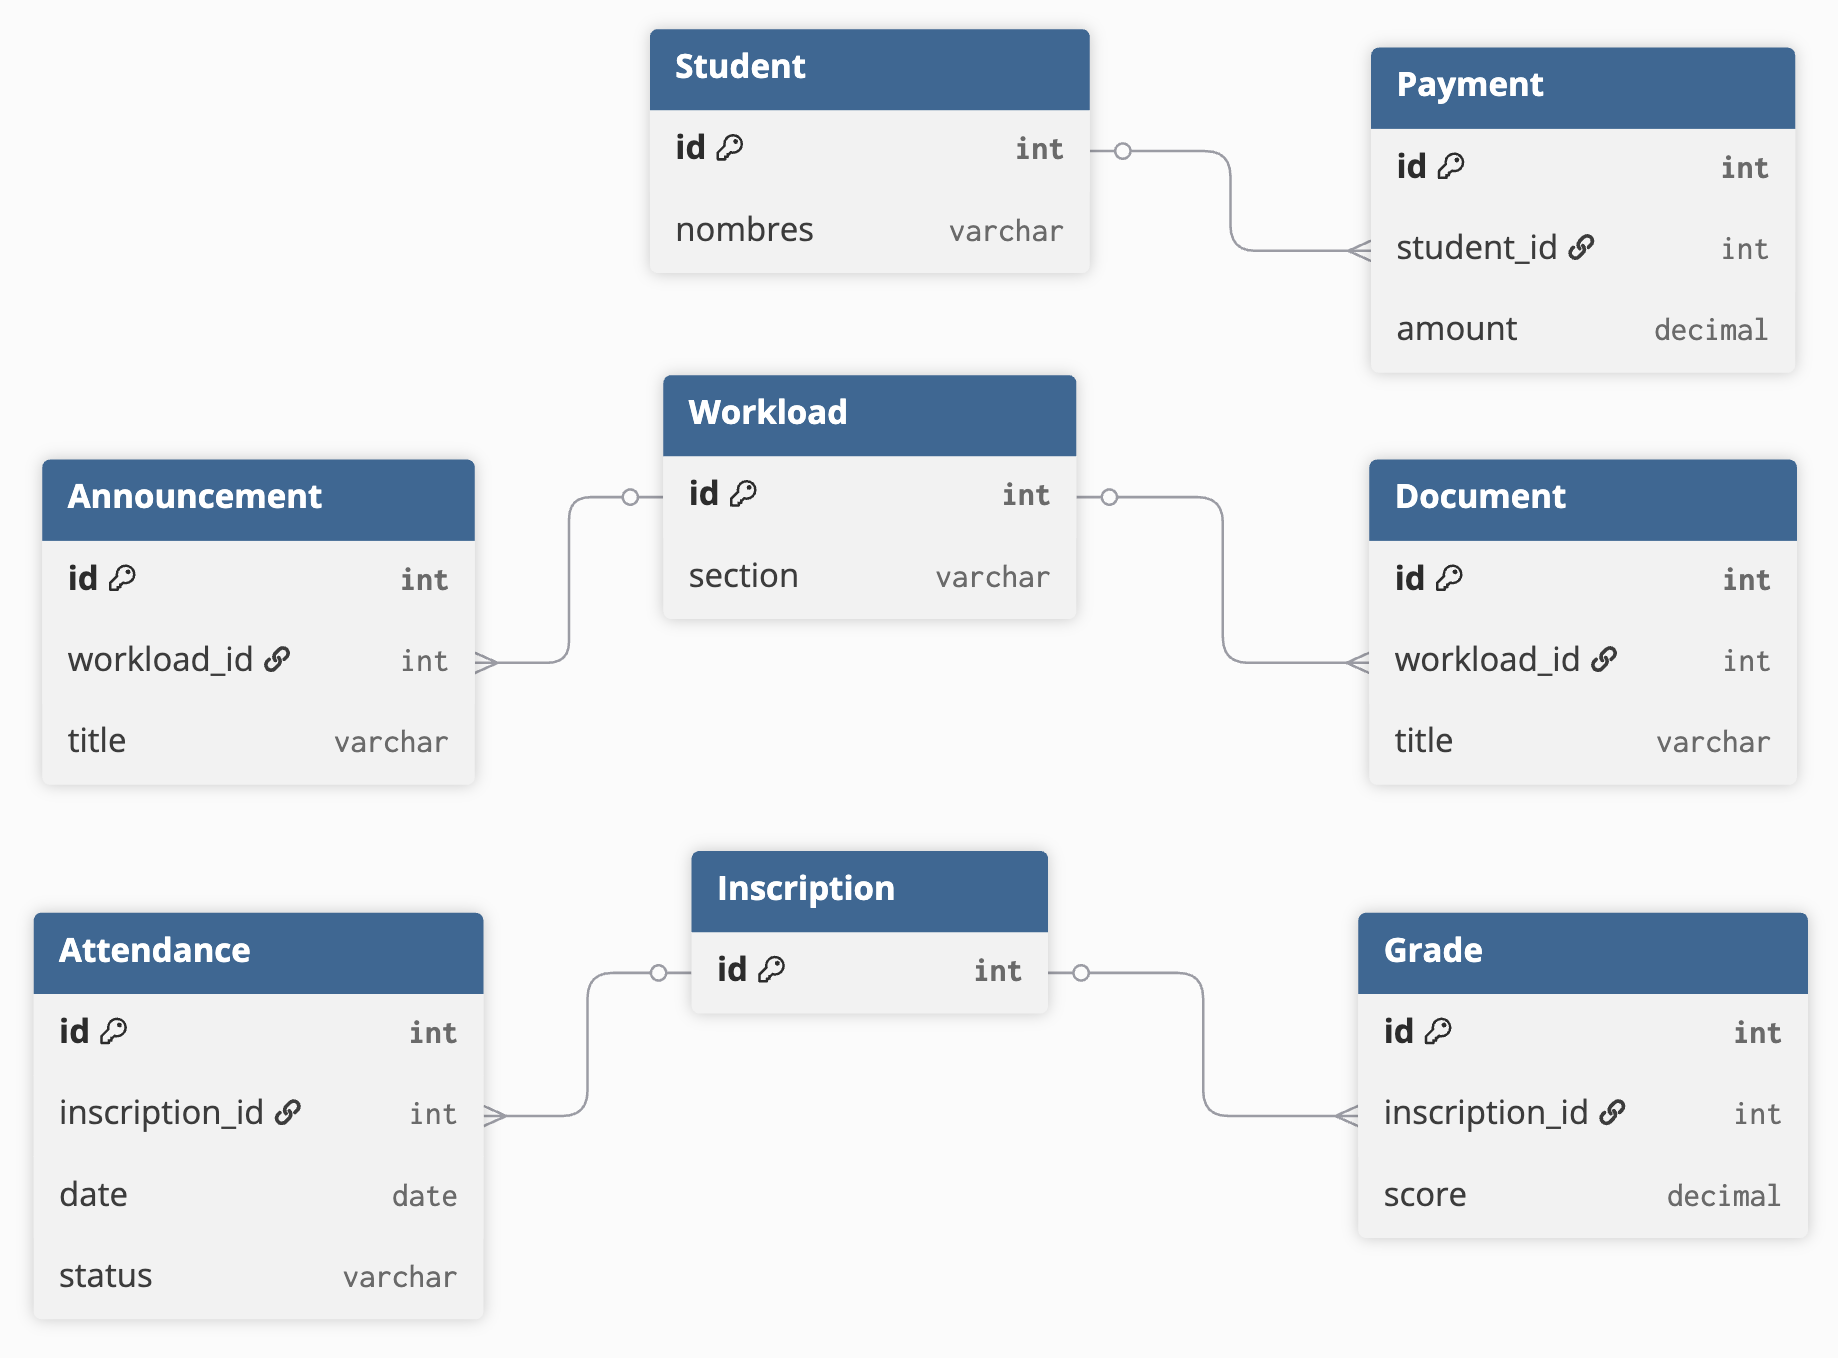 Student
id int
nombres varchar
Payment
id int
student_id int
amount decimal
Workload
id int
section varchar
Announcement
id int
workload_id int
title varchar
Document
id int
workload_id int
title varchar
Inscription
id int
Attendance
id int
inscription_id int
date date
status varchar
Grade
id int
inscription_id int
score decimal